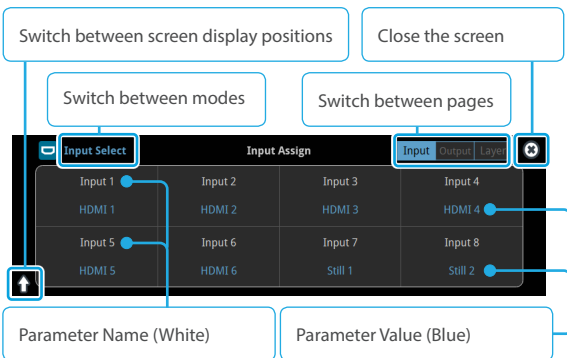 Switch between screen display positions
Close the screen
Switch between modes
Switch between pages
Input Select
Input Assign
Input Output Layer
Input 1 Input 2 Input 3 Input 4
HDMI 1 HDMI 2 HDMI 3 HDMI 4
Input 5 Input 6 Input 7 Input 8
HDMI 5 HDMI 6 Still 1 Still 2
Parameter Name (White)
Parameter Value (Blue)